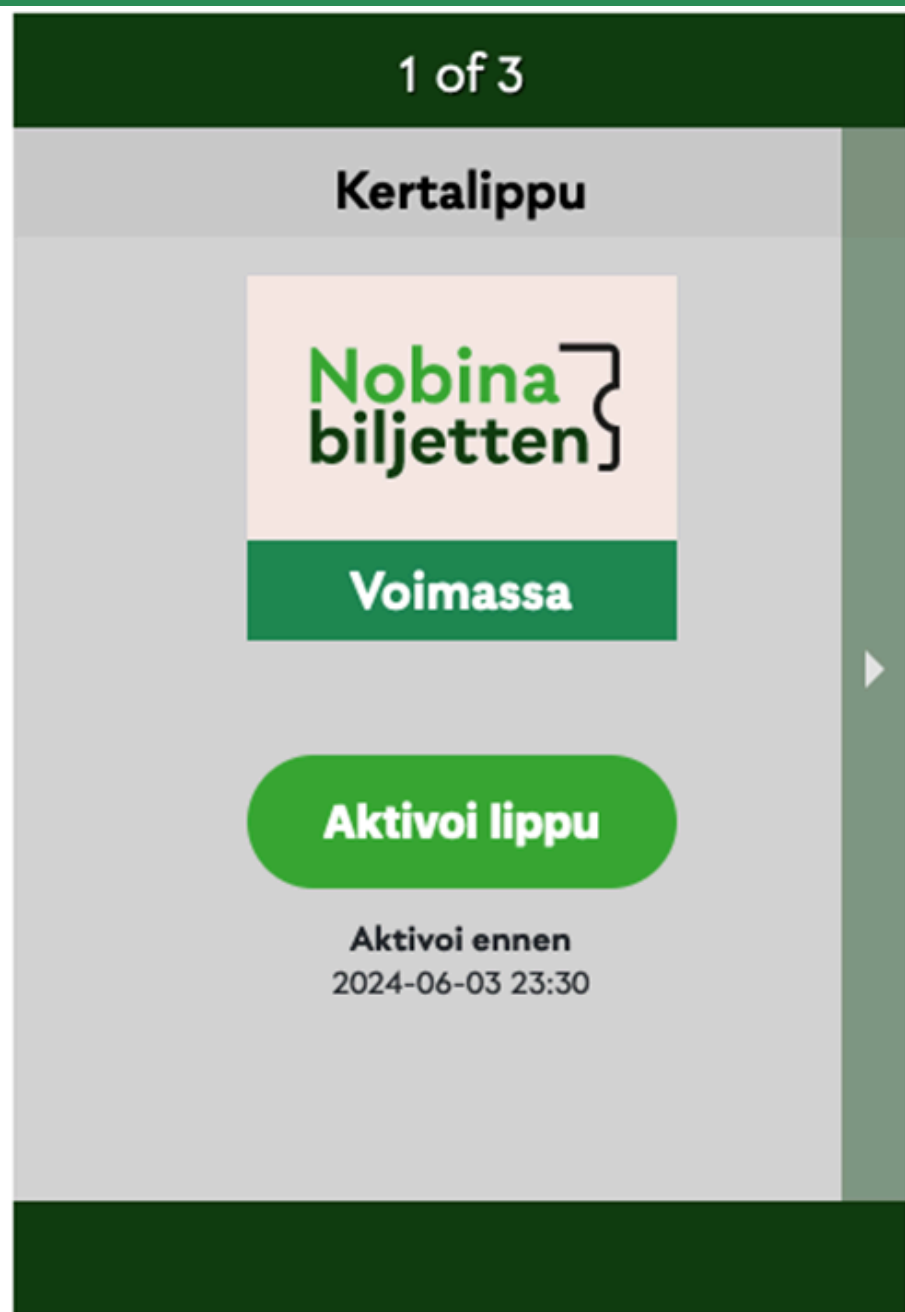 1 of 3
Kertalippu
Nobina
biljetten
Voimassa
Aktivoi lippu
Aktivoi ennen
2024-06-03 23:30